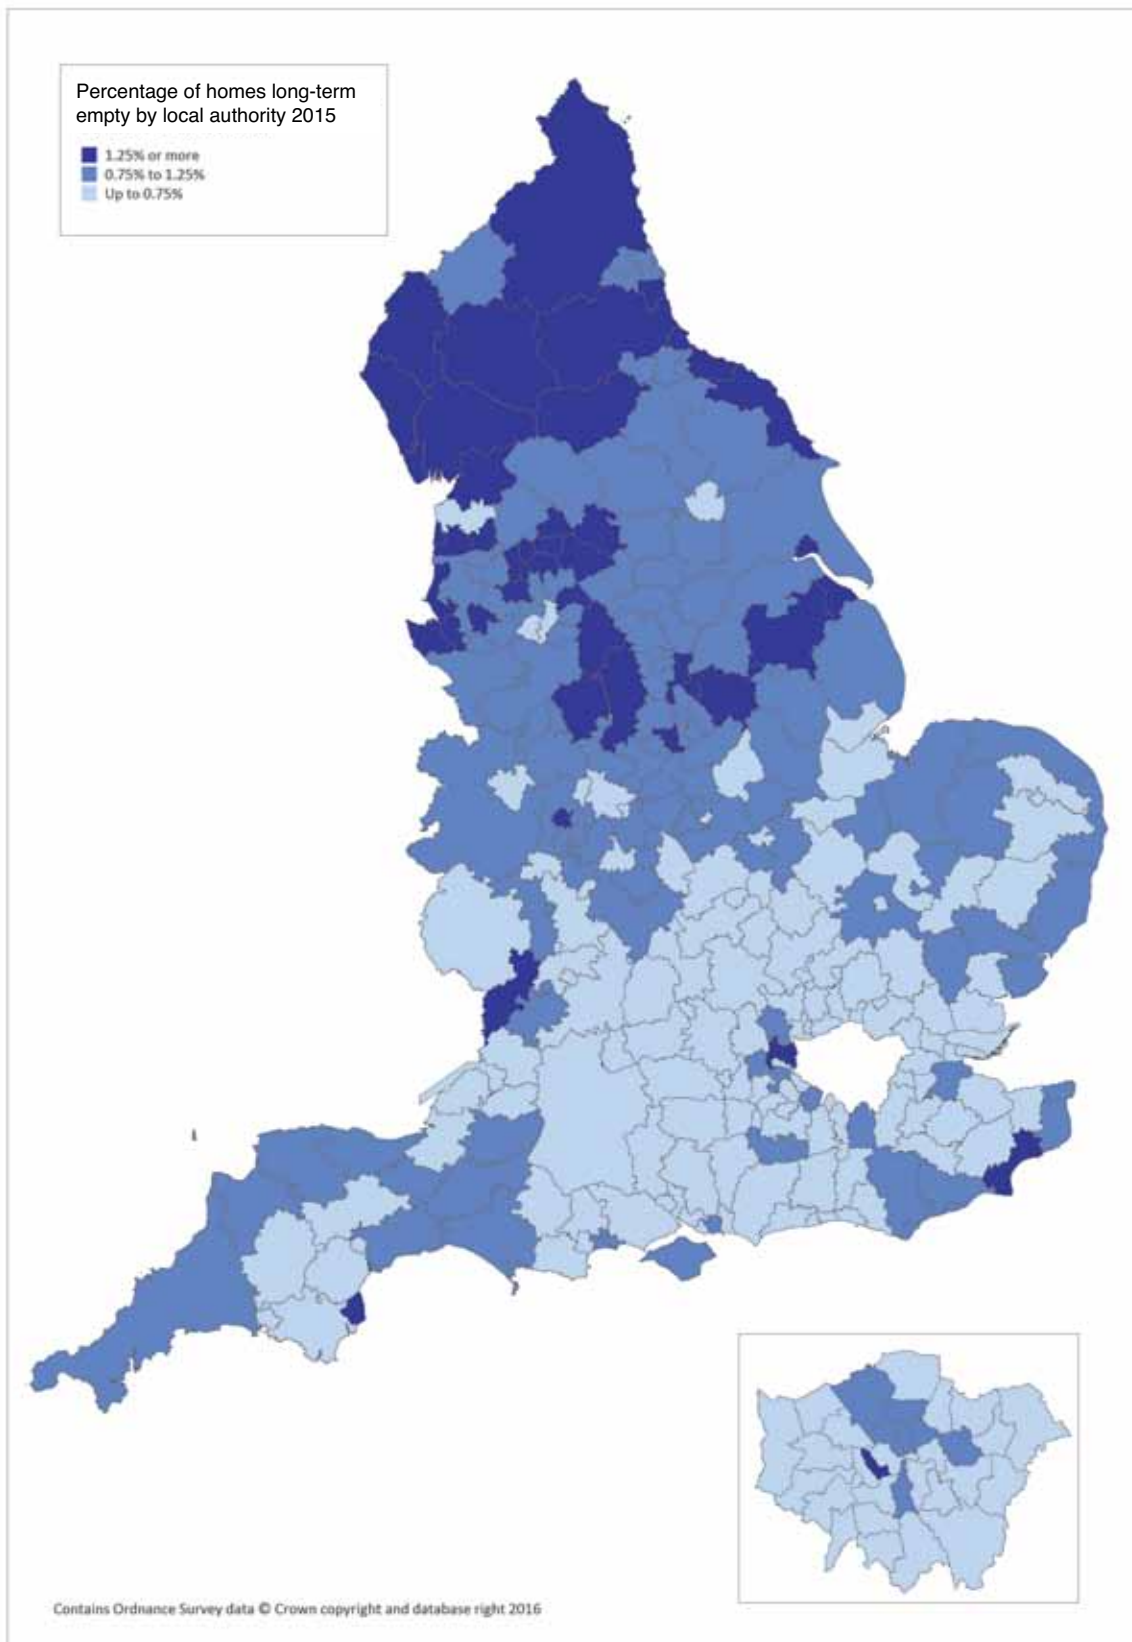 Percentage of homes long-term
empty by local authority 2015
1.25% or more
0.75% to 1.25%
Up to 0.75%
Contains Ordnance Survey data © Crown copyright and database right 2016